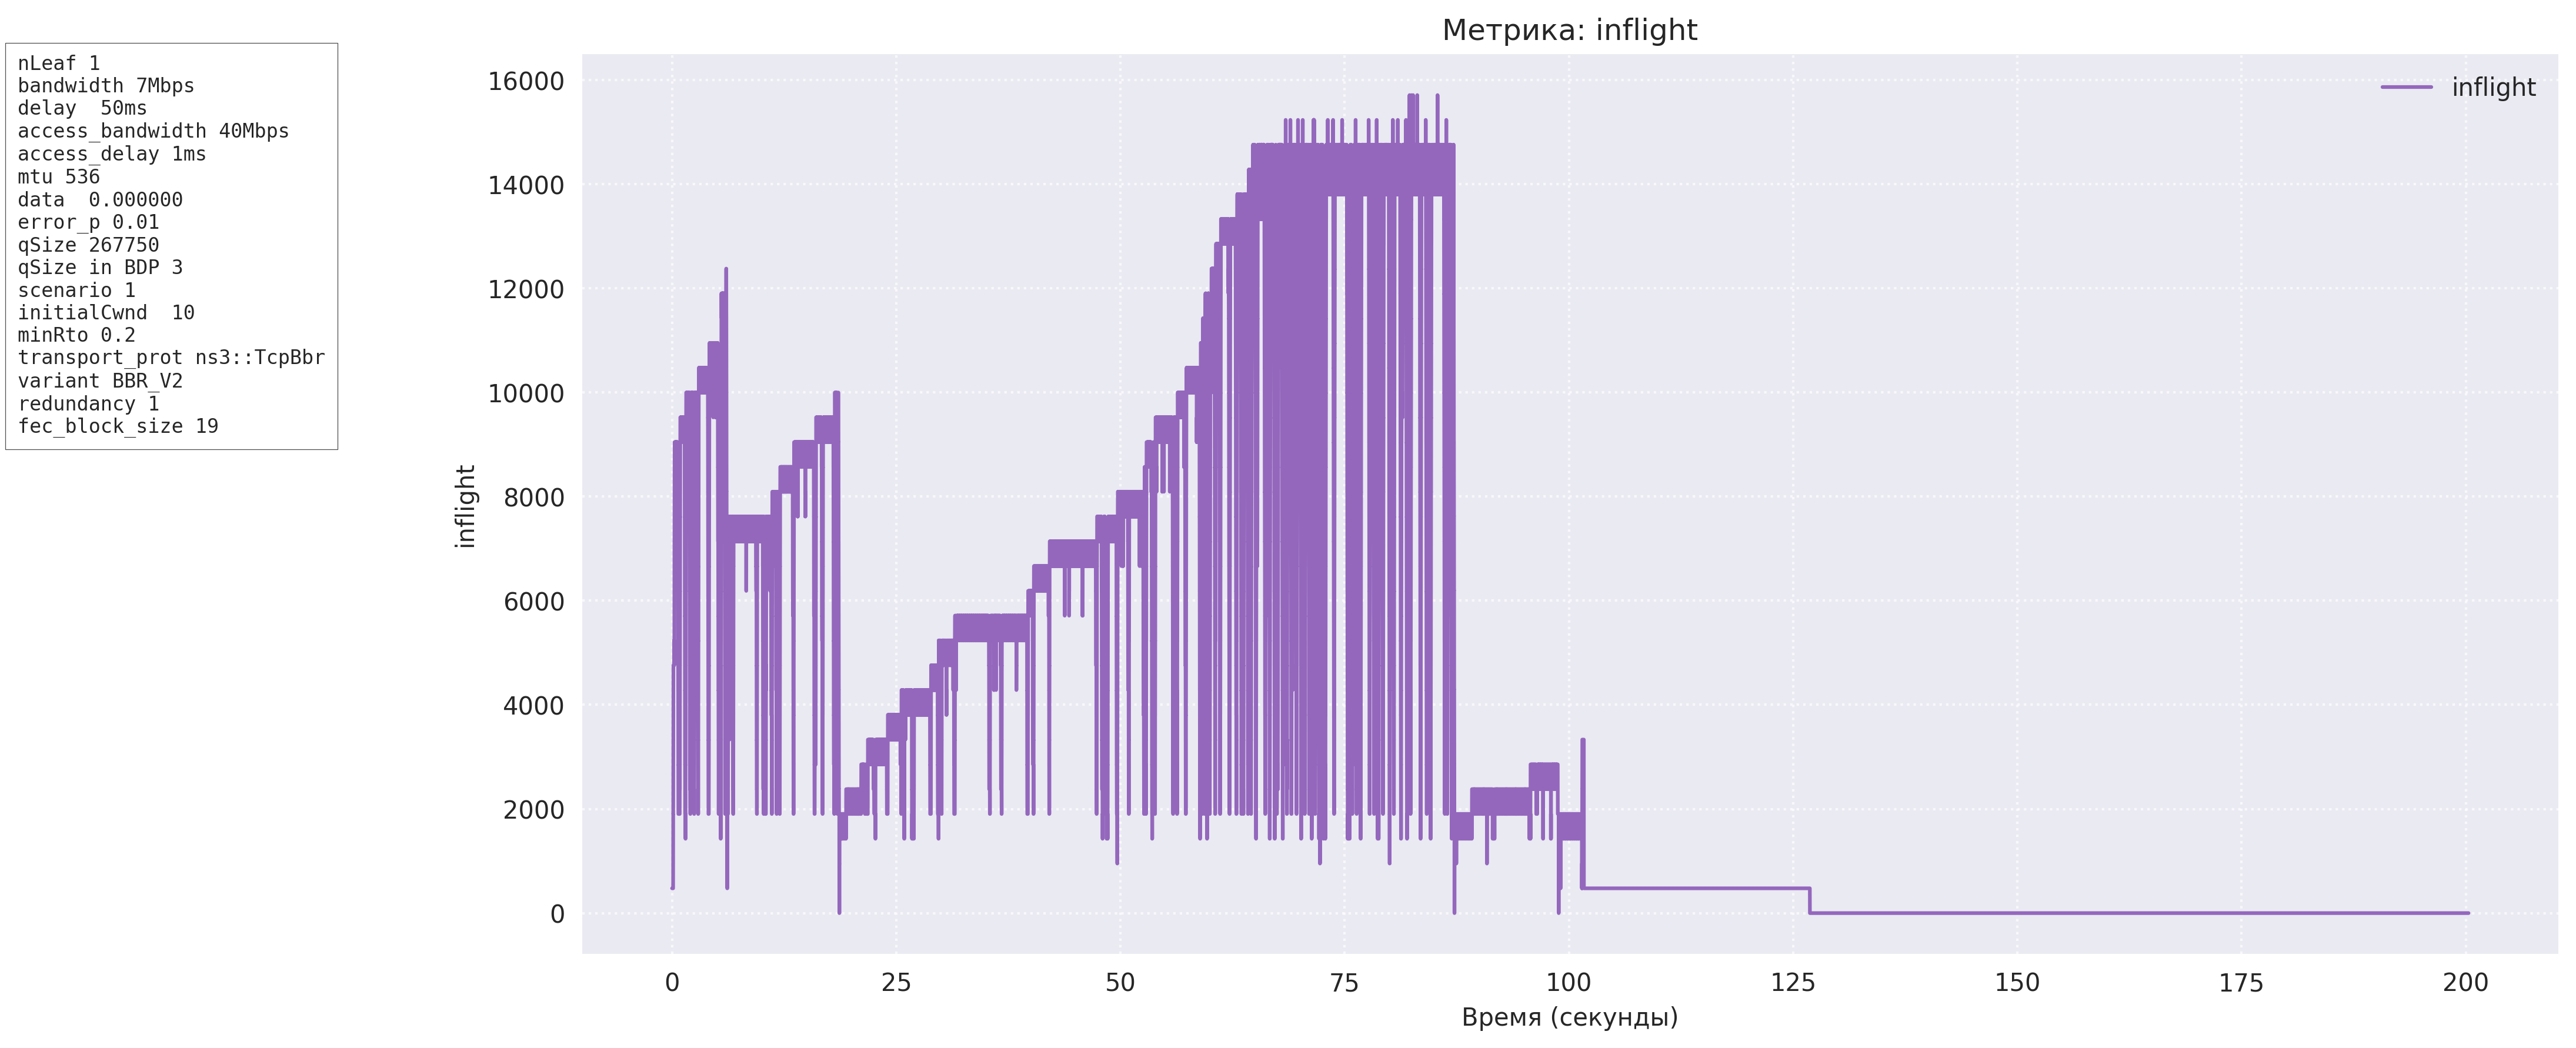 Метрика: inflight
nLeaf 1
bandwidth 7Mbps
delay  50ms
access_bandwidth 40Mbps
access_delay 1ms
mtu 536
data  0.000000
error_p 0.01
qSize 267750
qSize in BDP 3
scenario 1
initialCwnd  10
minRto 0.2
transport_prot ns3::TcpBbr
variant BBR_V2
redundancy 1
fec_block_size 19
inflight
16000
14000
12000
10000
8000
6000
4000
2000
0
inflight
0
25
50
75
100
125
150
175
200
Время (секунды)